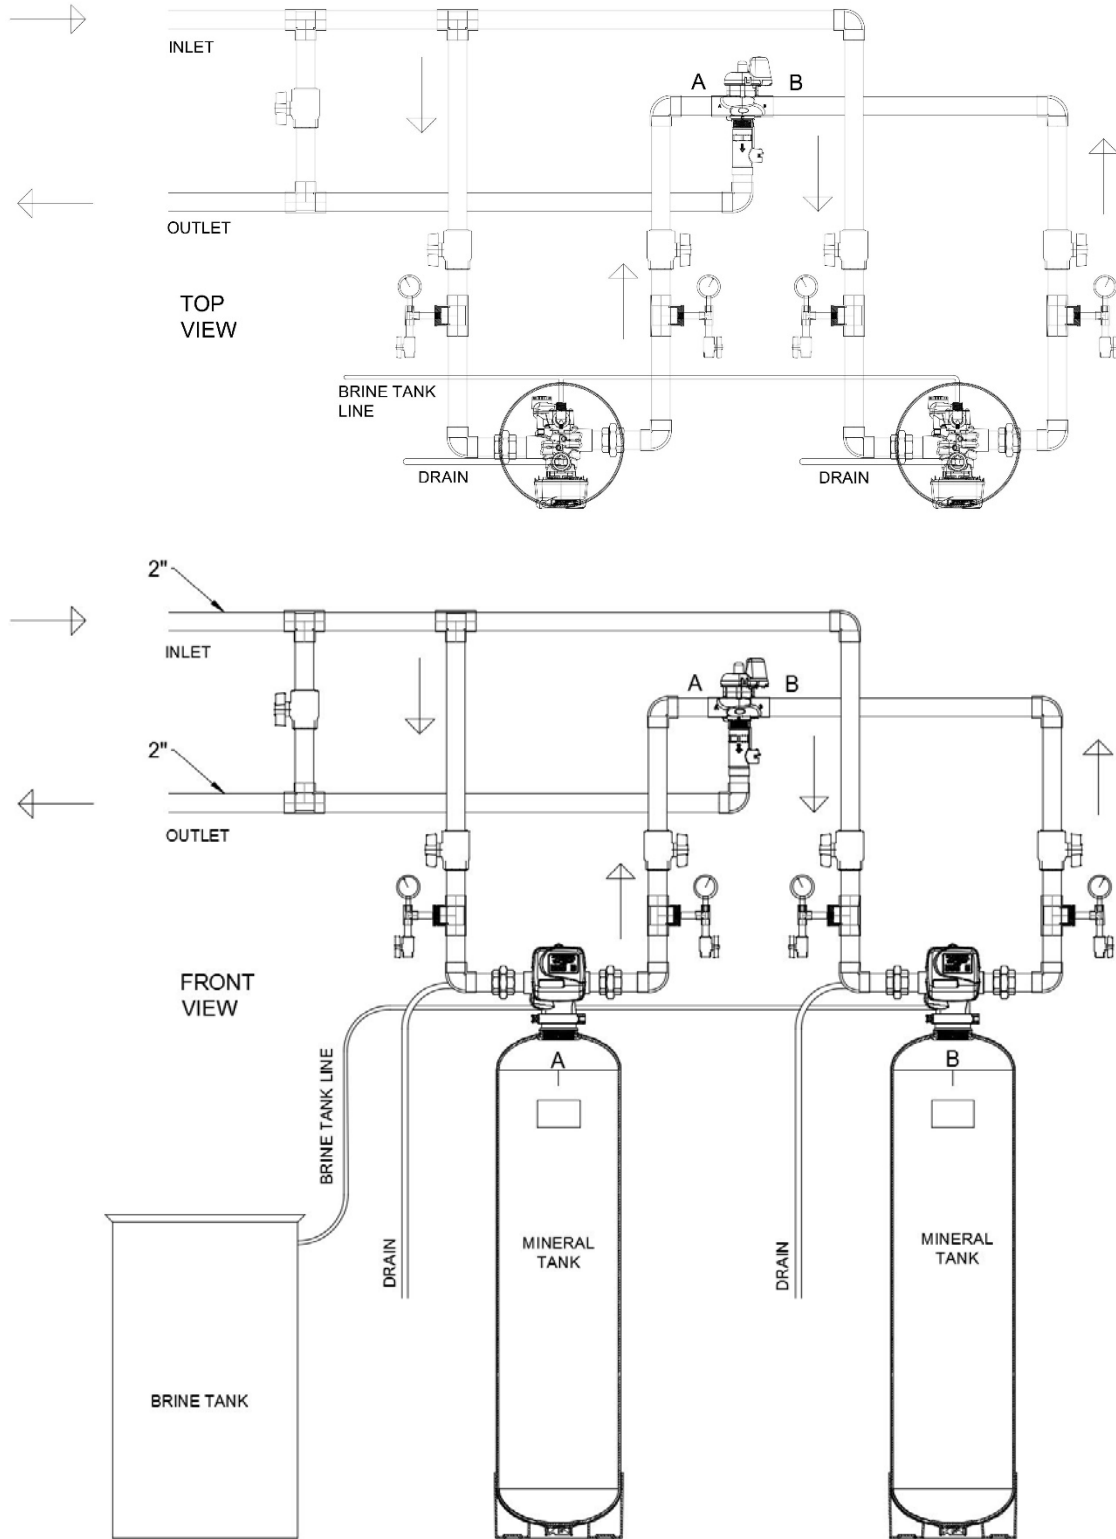 INLET
A
B
OUTLET
TOP
VIEW
BRINE TANK
LINE
DRAIN
DRAIN
2"
INLET
A
B
2"
OUTLET
FRONT
VIEW
A
B
BRINE TANK LINE
MINERAL
TANK
MINERAL
TANK
DRAIN
DRAIN
BRINE TANK